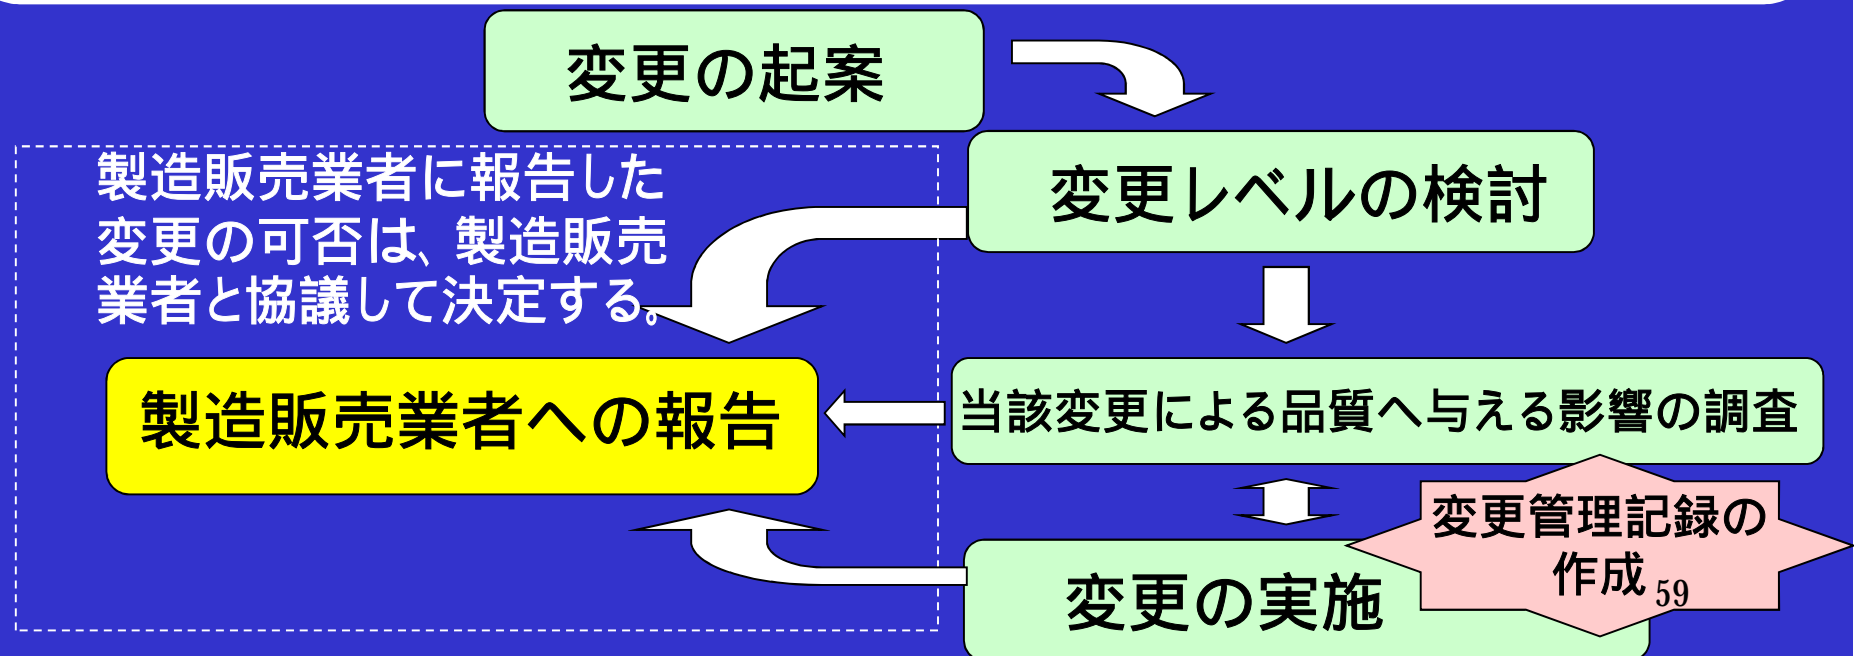 変更の起案
変更レベルの検討
製造販売業者に報告した
変更の可否は、製造販売
業者と協議して決定する。
製造販売業者への報告
当該変更による品質へ与える影響の調査
変更管理記録の
作成
59
変更の実施